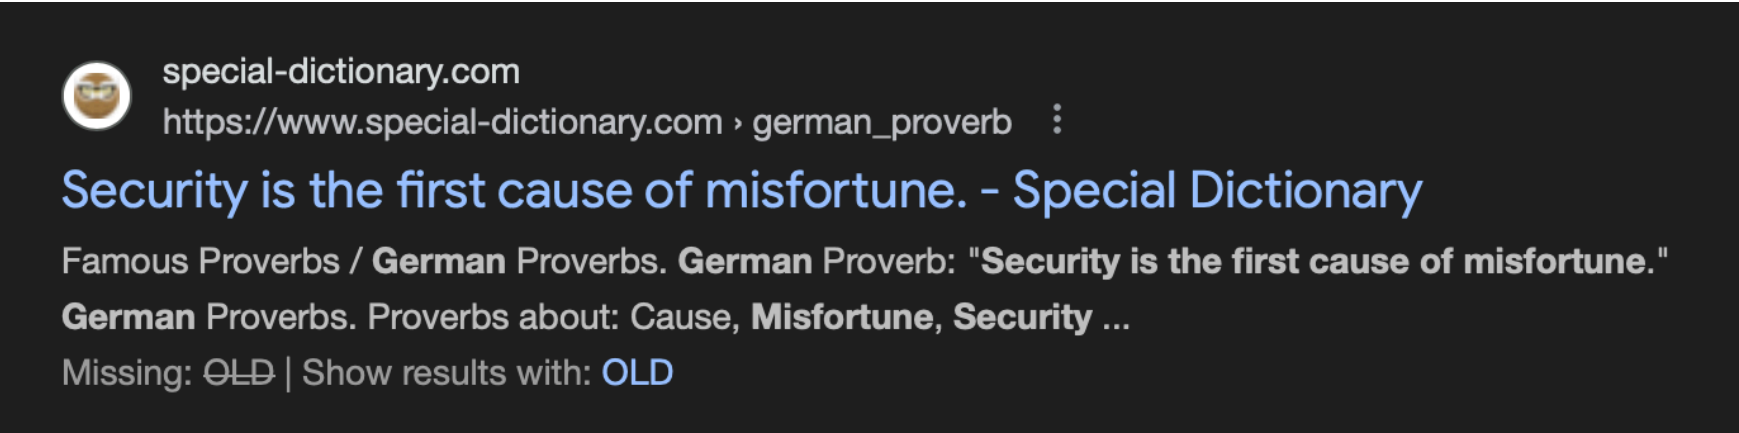 special-dictionary.com
https://www.special-dictionary.com › german_proverb
Security is the first cause of misfortune. - Special Dictionary
Famous Proverbs / German Proverbs. German Proverb: "Security is the first cause of misfortune."
German Proverbs. Proverbs about: Cause, Misfortune, Security ...
Missing: OLD | Show results with: OLD